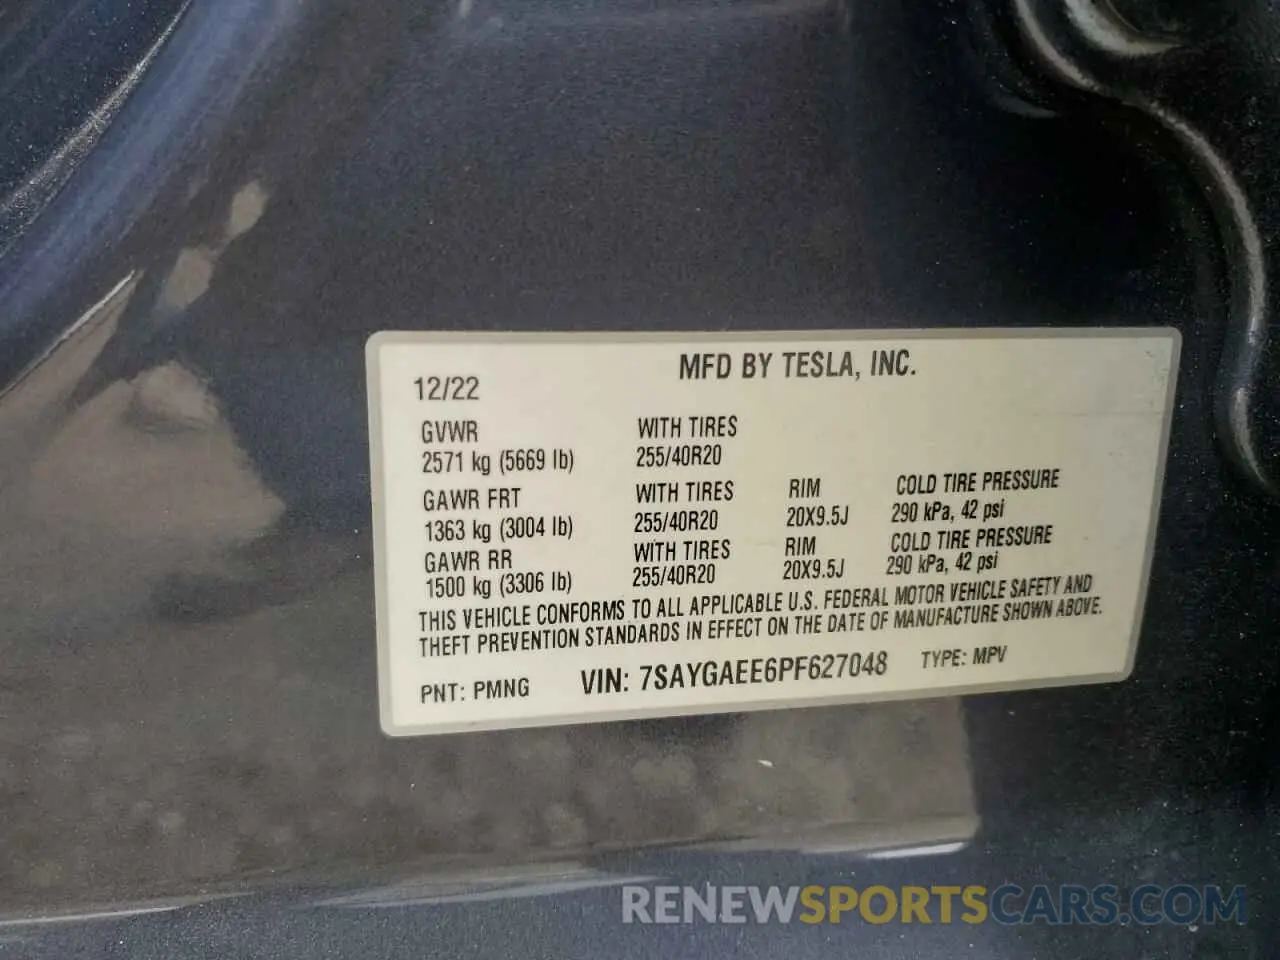 MFD BY TESLA, INC.
12/22
GVWR WITH TIRES
2571 kg (5669 lb) 255/40R20
GAWR FRT WITH TIRES RIM COLD TIRE PRESSURE
1363 kg (3004 lb) 255/40R20 20X9.5J 290 kPa, 42 psi
GAWR RR WITH TIRES RIM COLD TIRE PRESSURE
1500 kg (3306 lb) 255/40R20 20X9.5J 290 kPa, 42 psi
THIS VEHICLE CONFORMS TO ALL APPLICABLE U.S. FEDERAL MOTOR VEHICLE SAFETY AND
THEFT PREVENTION STANDARDS IN EFFECT ON THE DATE OF MANUFACTURE SHOWN ABOVE.
PNT: PMNG VIN: 7SAYGAEE6PF627048 TYPE: MPV
RENEWSPORTSCARS.COM